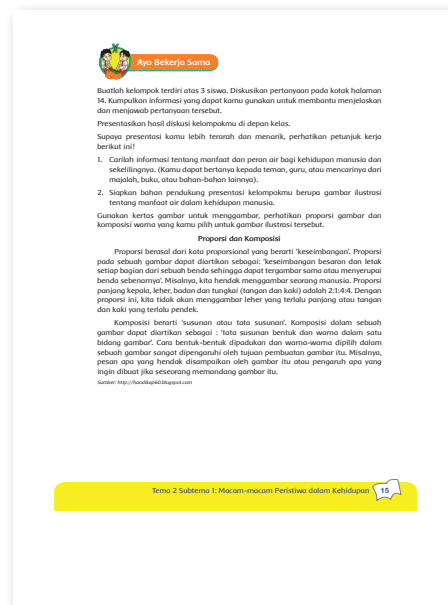 Ayo Bekerja Sama
Buatlah kelompok terdiri atas 3 siswa. Diskusikan pertanyaan pada kotak halaman
14. Kumpulkan informasi yang dapat kamu gunakan untuk membantu menjelaskan
dan menjawab pertanyaan tersebut.
Presentasikan hasil diskusi kelompokmu di depan kelas.
Supaya presentasi kamu lebih terarah dan menarik, perhatikan petunjuk kerja
berikut ini!
1. Carilah informasi tentang manfaat dan peran air bagi kehidupan manusia dan
sekelilingnya. (Kamu dapat bertanya kepada teman, guru, atau mencarinya dari
majalah, buku, atau bahan-bahan lainnya).
2. Siapkan bahan pendukung presentasi kelompokmu berupa gambar ilustrasi
tentang manfaat air dalam kehidupan manusia.
Gunakan kertas gambar untuk menggambar, perhatikan proporsi gambar dan
komposisi warna yang kamu pilih untuk gambar ilustrasi tersebut.
Proporsi dan Komposisi
Proporsi berasal dari kata proporsional yang berarti 'keseimbangan'. Proporsi
pada sebuah gambar dapat diartikan sebagai: 'keseimbangan besaran dan letak
setiap bagian dari sebuah benda sehingga dapat tergambar sama atau menyerupai
benda sebenarnya'. Misalnya, kita hendak menggambar seorang manusia. Proporsi
panjang kepala, leher, badan dan tungkai (tangan dan kaki) adalah 2:1:4:4. Dengan
proporsi ini, kita tidak akan menggambar leher yang terlalu panjang atau tangan
dan kaki yang terlalu pendek.
Komposisi berarti 'susunan atau tata susunan'. Komposisi dalam sebuah
gambar dapat diartikan sebagai : 'tata susunan bentuk dan warna dalam satu
bidang gambar'. Cara bentuk-bentuk dipadukan dan warna-warna dipilih dalam
sebuah gambar sangat dipengaruhi oleh tujuan pembuatan gambar itu. Misalnya,
pesan apa yang hendak disampaikan oleh gambar itu atau pengaruh apa yang
ingin dibuat jika seseorang memandang gambar itu.
Sumber: http://handikap60.blogspot.com
Tema 2 Subtema 1: Macam-macam Peristiwa dalam Kehidupan 15